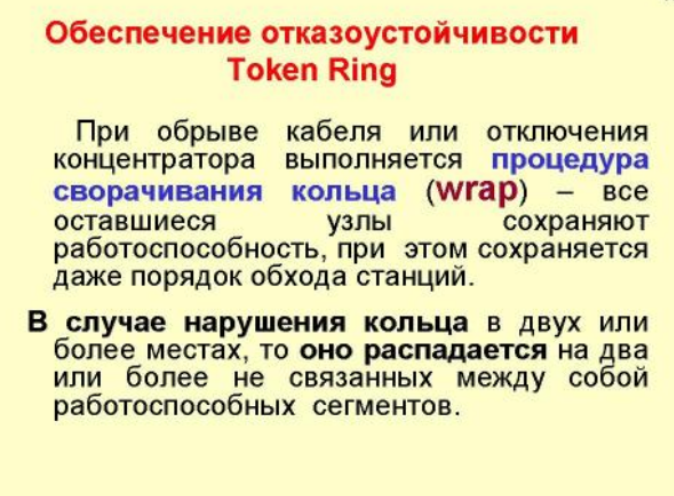 Обеспечение отказоустойчивости
Token Ring
При обрыве кабеля или отключения
концентратора выполняется процедура
сворачивания кольца (wrap) – все
оставшиеся узлы сохраняют
работоспособность, при этом сохраняется
даже порядок обхода станций.
В случае нарушения кольца в двух или
более местах, то оно распадается на два
или более не связанных между собой
работоспособных сегментов.